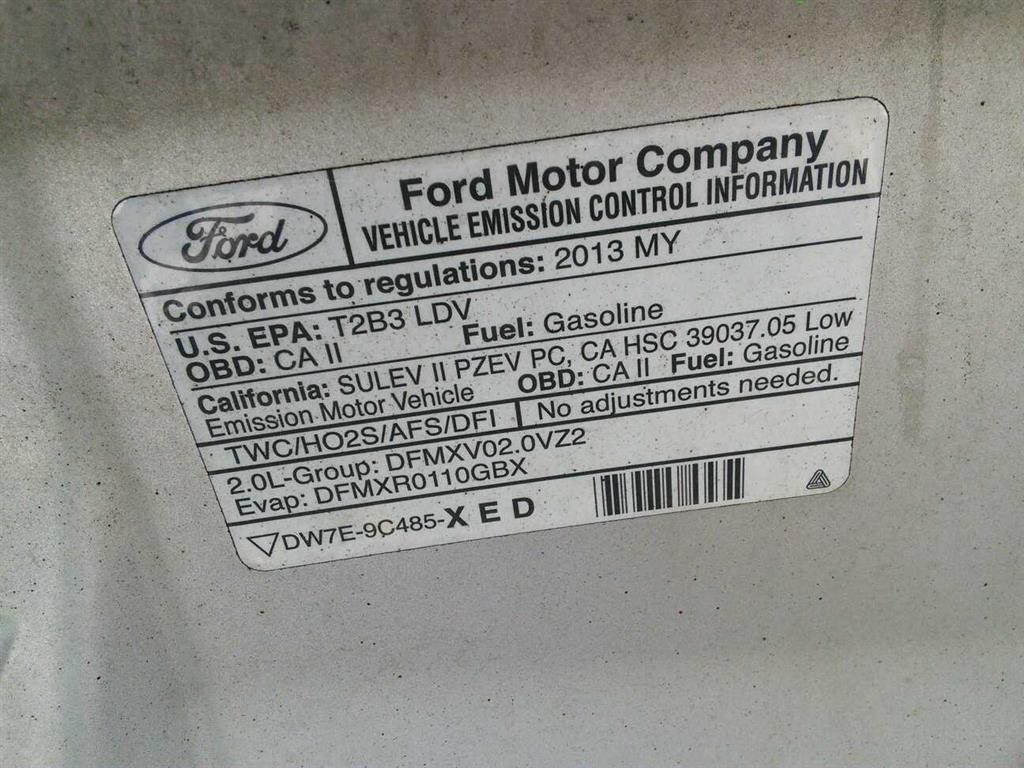 Ford
Ford Motor Company
VEHICLE EMISSION CONTROL INFORMATION
Conforms to regulations: 2013 MY
U.S. EPA: T2B3 LDV
OBD: CA II Fuel: Gasoline
California: SULEV II PZEV PC, CA HSC 39037.05 Low
Emission Motor Vehicle OBD: CA II Fuel: Gasoline
TWC/HO2S/AFS/DFI No adjustments needed.
2.0L-Group: DFMXV02.0VZ2
Evap: DFMXR0110GBX
DW7E-9C485-XED